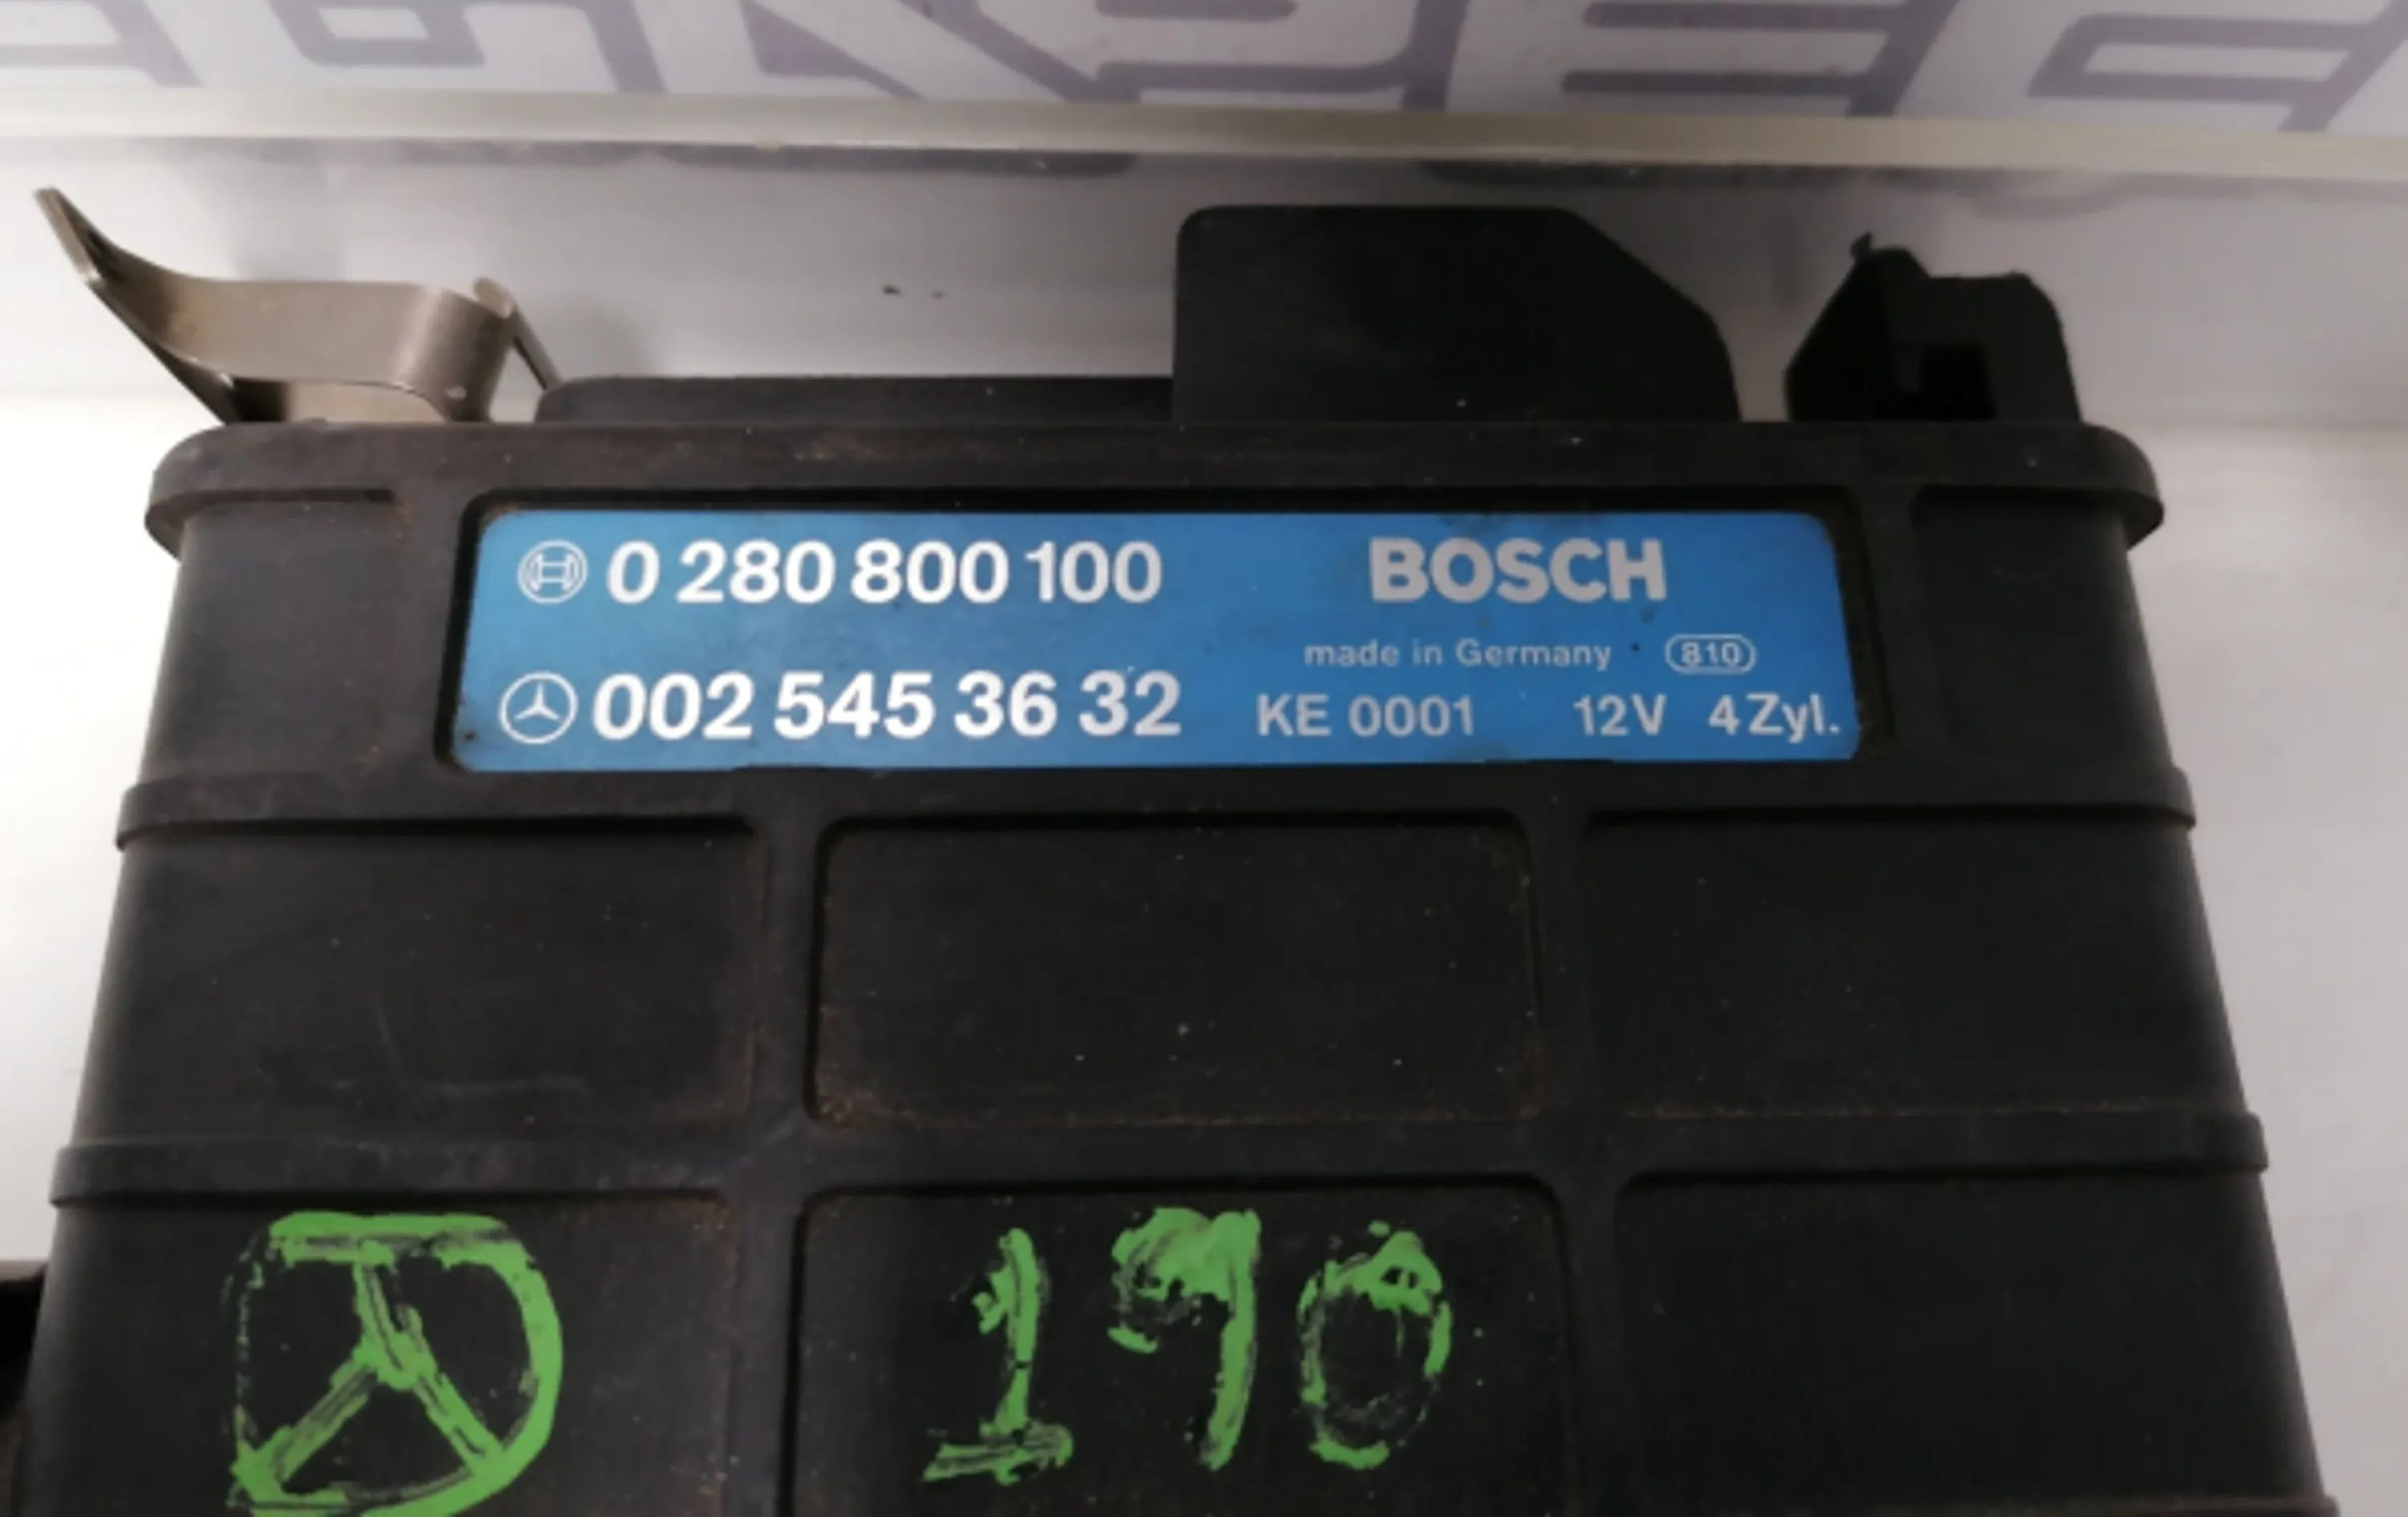 0 280 800 100 BOSCH
made in Germany 810
002 545 36 32 KE 0001 12V 4 Zyl.
190